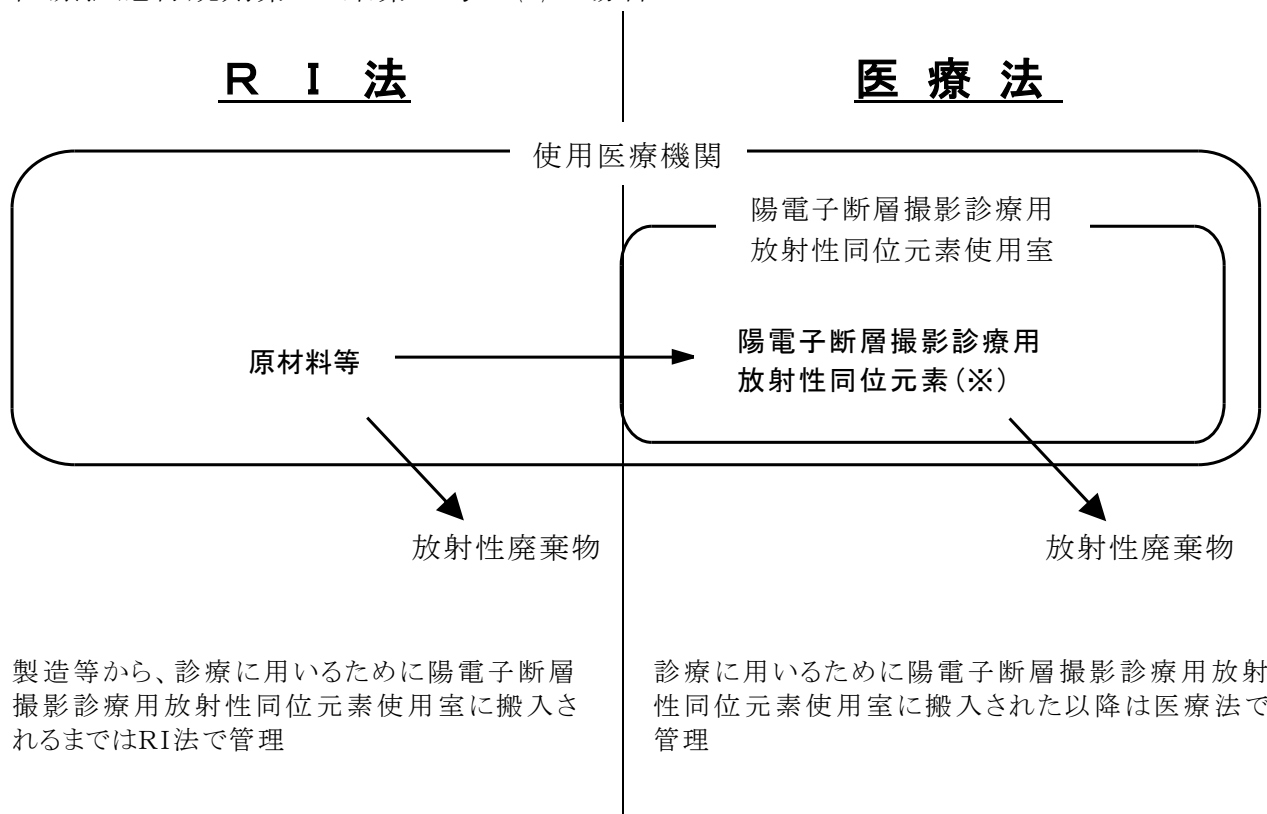 ＲＩ法
医療法
使用医療機関
陽電子断層撮影診療用
放射性同位元素使用室
原材料等
陽電子断層撮影診療用
放射性同位元素(※)
放射性廃棄物
放射性廃棄物
製造等から、診療に用いるために陽電子断層
撮影診療用放射性同位元素使用室に搬入さ
れるまではRI法で管理
診療に用いるために陽電子断層撮影診療用放射
性同位元素使用室に搬入された以降は医療法で
管理